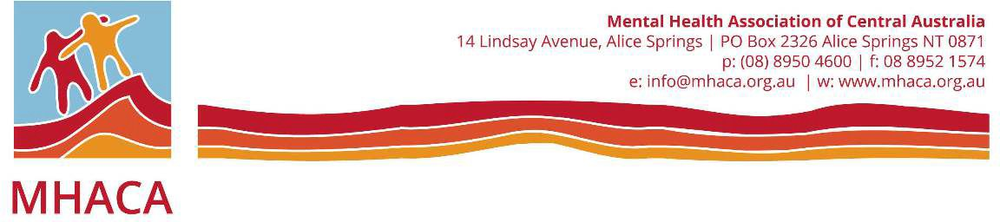 Mental Health Association of Central Australia
14 Lindsay Avenue, Alice Springs | PO Box 2326 Alice Springs NT 0871
p: (08) 8950 4600 | f: 08 8952 1574
e: info@mhaca.org.au | w: www.mhaca.org.au
MHACA